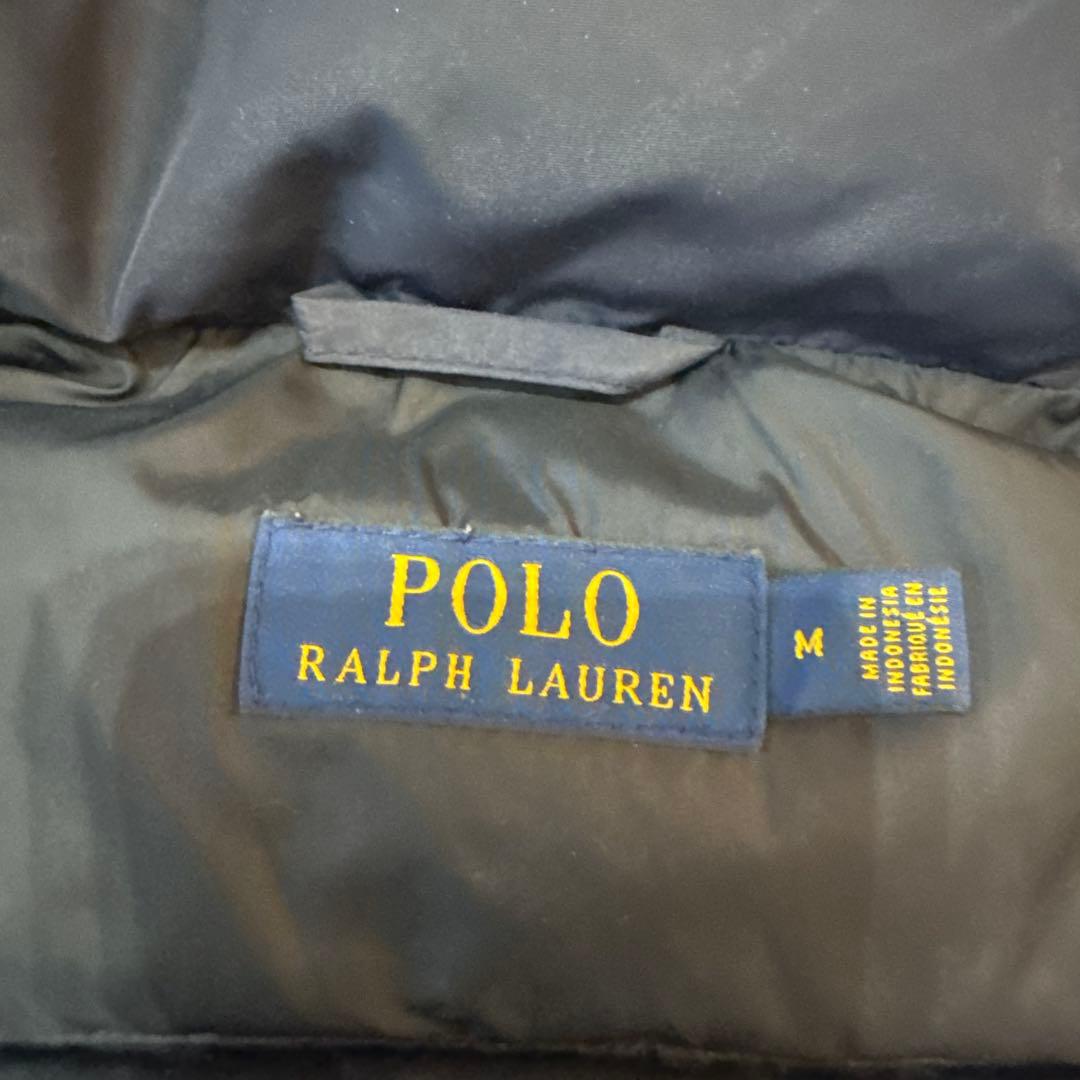 POLO
RALPH LAUREN
M
MADE IN
INDONESIA
FABRIQUÉ EN
INDONÉSIE